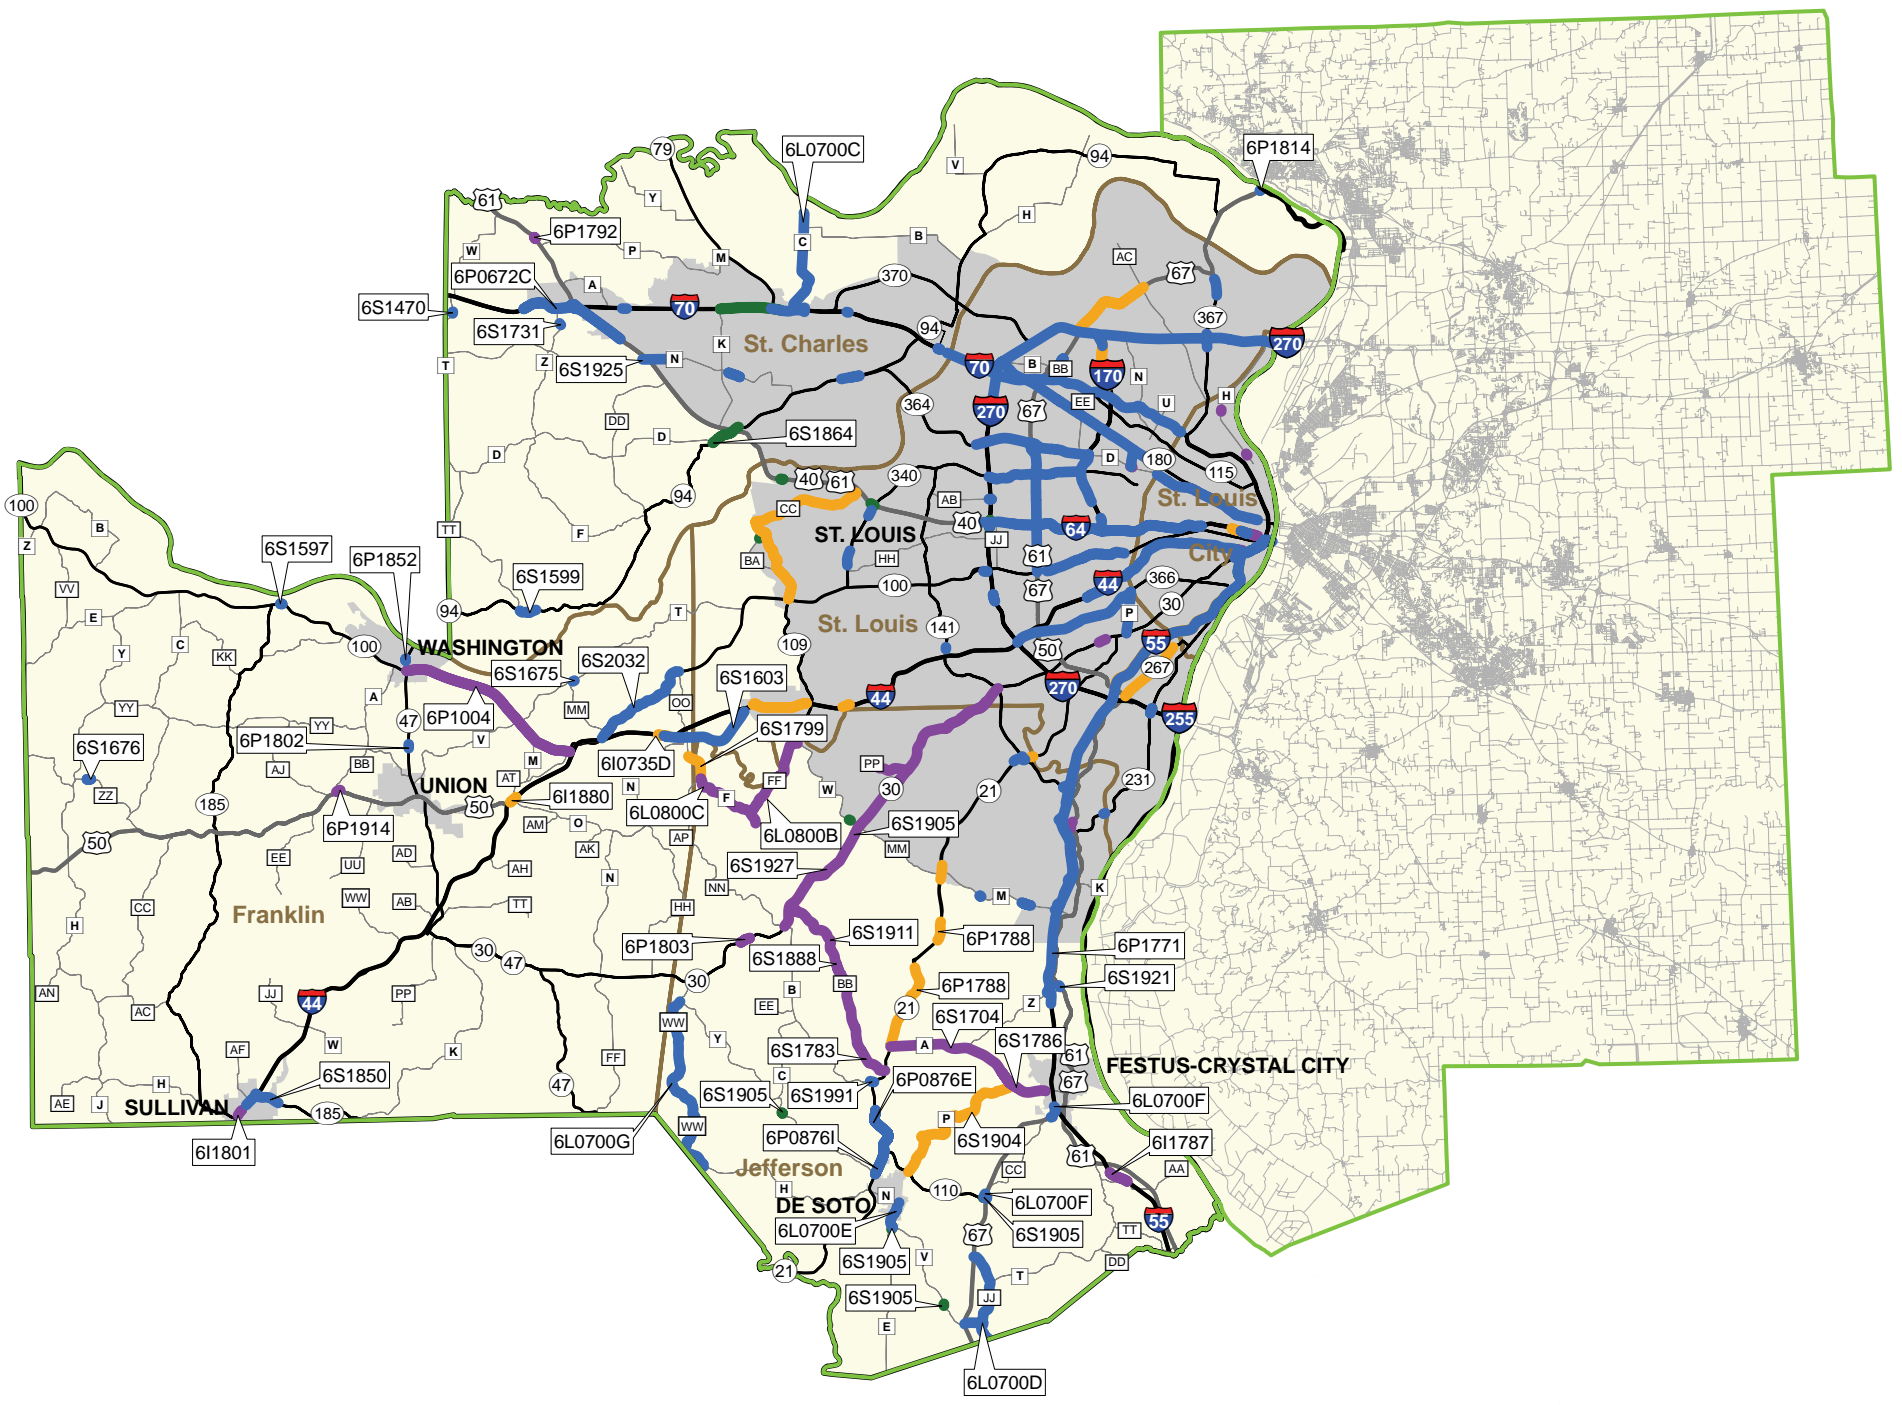 79
6L0700C
V
94
6P1814
61
Y
H
6P1792
W
P
M
C
B
AC
67
6P0672C
A
370
6S1470
70
367
6S1731
94
270
K
St. Charles
T
Z
N
6S1925
70
B
BB
170
N
364
270
67
EE
U
H
DD
D
6S1864
D
D
180
115
340
40
61
94
AB
St. Louis
100
CC
B
TT
F
ST. LOUIS
40
64
JJ
Z
6S1597
6P1852
BA
HH
61
City
6S1599
VV
100
67
44
366
E
94
T
St. Louis
P
30
C
Y
100
WASHINGTON
141
KK
109
50
55
6S1675
6S2032
6S1603
267
A
44
270
YY
6P1004
MM
OO
YY
47
255
6S1676
6P1802
V
6S1799
AJ
BB
M
6I0735D
PP
231
ZZ
UNION
AT
6I1880
N
FF
W
30
21
185
50
6L0800C
F
6L0800B
6S1905
6P1914
AM
O
50
AP
MM
EE
UU
AD
AK
6S1927
AH
NN
N
M
K
CC
WW
AB
TT
HH
Franklin
H
6P1803
6S1911
6P1788
6P1771
30
47
6S1888
6S1921
30
BB
AN
JJ
PP
B
6P1788
44
AC
EE
21
Z
WW
6S1704
AF
W
K
FF
Y
A
6S1786
61
6S1783
FESTUS-CRYSTAL CITY
6S1850
C
67
H
47
6S1905
6S1991
6P0876E
AE
J
SULLIVAN
185
6L0700F
6I1801
6L0700G
WW
6P0876I
P
6S1904
6I1787
61
Jefferson
CC
AA
H
N
110
6L0700F
DE SOTO
6L0700E
6S1905
67
55
TT
6S1905
V
DD
21
T
6S1905
JJ
E
6L0700D